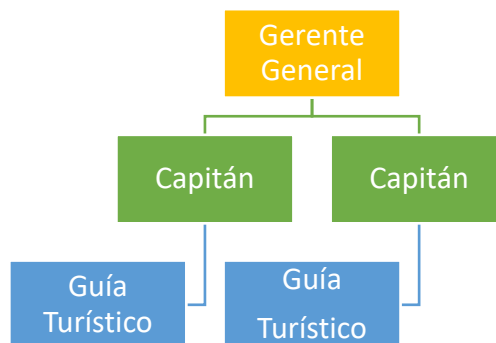 Gerente
General
Capitán
Capitán
Guía
Turístico
Guía
Turístico